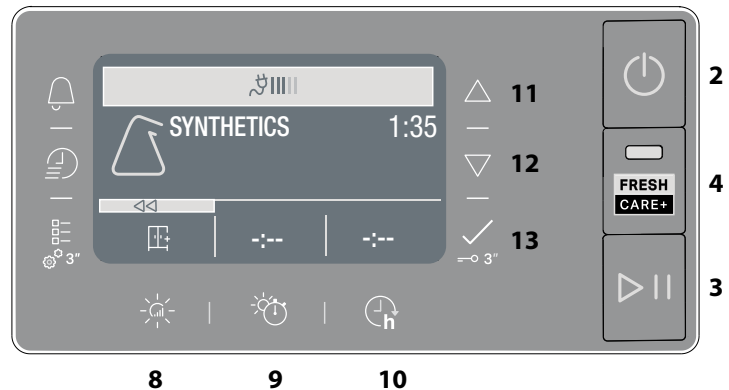 2
SYNTHETICS 1:35
11
12
FRESH
CARE+
4
-:-- -:--
3"
3"
13
3
h
8 9 10